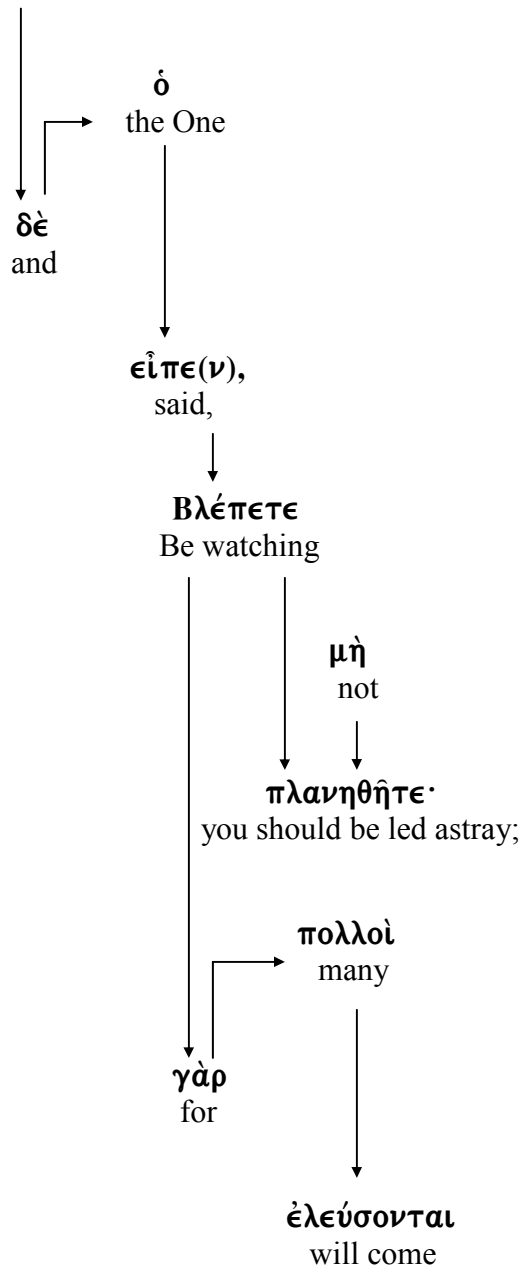 ὁ
the One
δὲ
and
εἶπε(ν),
said,
Βλέπετε
Be watching
μὴ
not
πλανηθῆτε·
you should be led astray;
πολλοὶ
many
γὰρ
for
ἐλεύσονται
will come